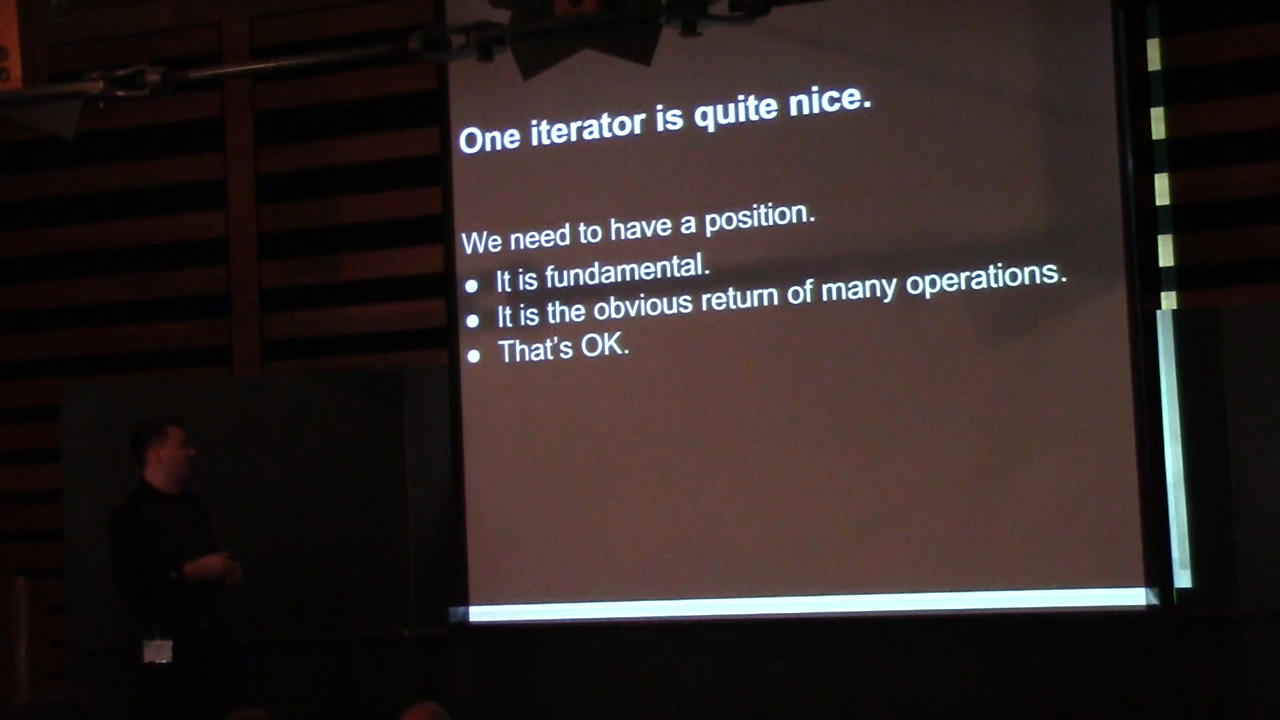 One iterator is quite nice.
We need to have a position.
● It is fundamental.
● It is the obvious return of many operations.
● That's OK.